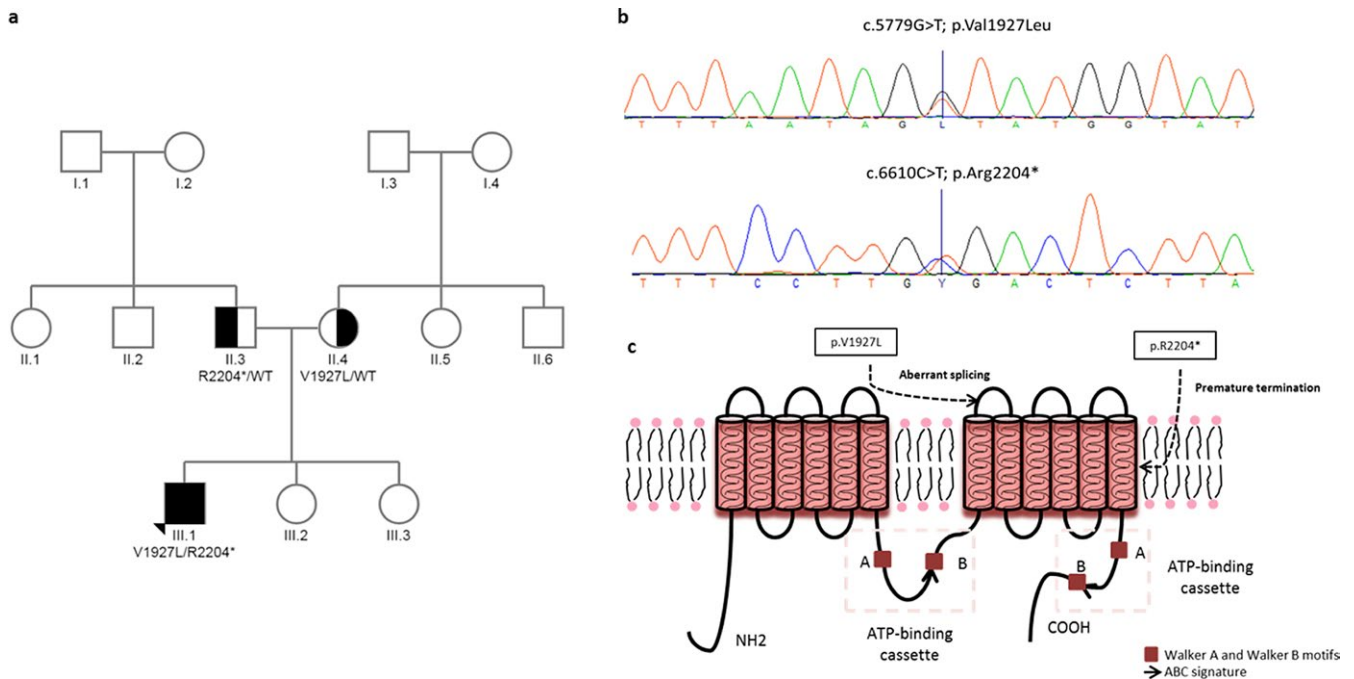 a
I.1
I.2
I.3
I.4
II.1
II.2
II.3
II.4
II.5
II.6
R2204*/WT
V1927L/WT
III.1
III.2
III.3
V1927L/R2204*
b
c.5779G>T; p.Val1927Leu
T T T A A T A G L T A T G G T A T
c.6610C>T; p.Arg2204*
T T T C C T T G Y G A C T C T T A
c
p.V1927L
p.R2204*
Aberrant splicing
Premature termination
A
B
A
B
ATP-binding
cassette
NH2
ATP-binding
cassette
COOH
Walker A and Walker B motifs
ABC signature